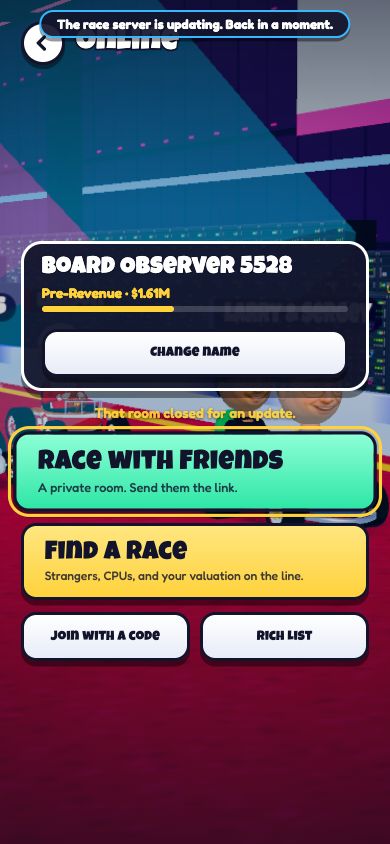 The race server is updating. Back in a moment.
ONLINE
BOARD OBSERVER 5528
Pre-Revenue • $1.61M
CHANGE NAME
That room closed for an update.
RACE WITH FRIENDS
A private room. Send them the link.
FIND A RACE
Strangers, CPUs, and your valuation on the line.
JOIN WITH A CODE
RICH LIST